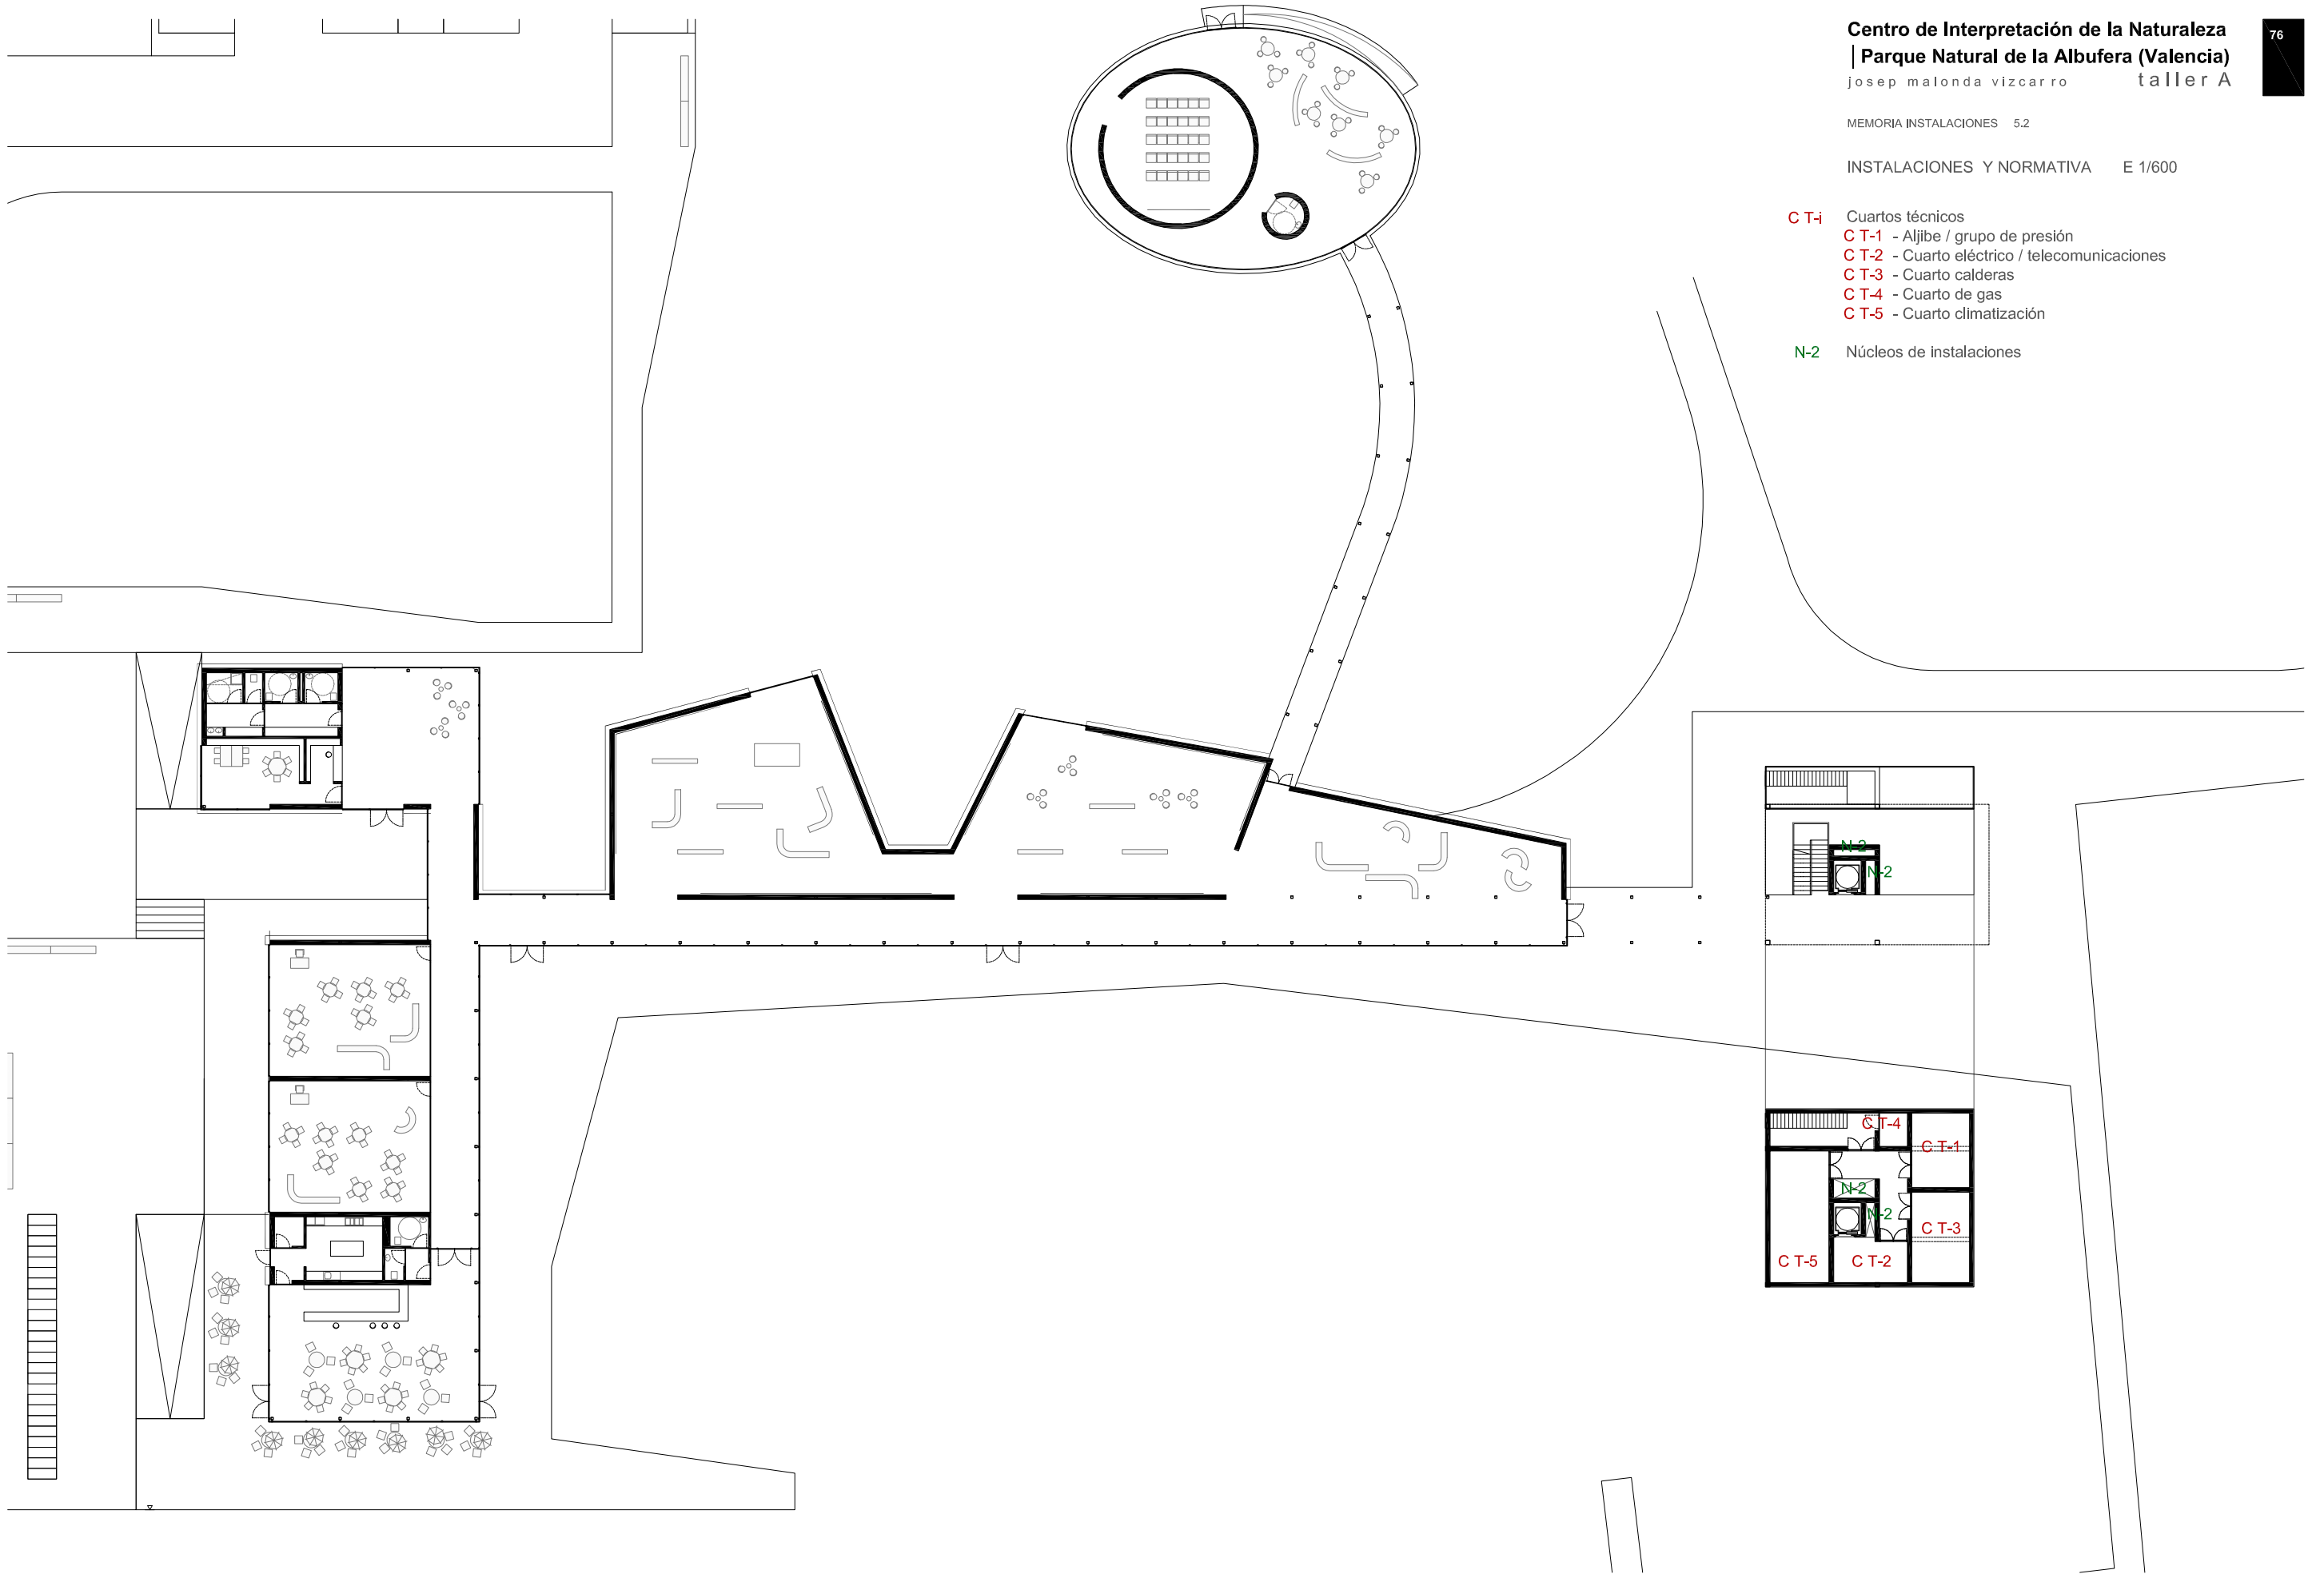 Centro de Interpretación de la Naturaleza
76
| Parque Natural de la Albufera (Valencia)
josep malonda vizcarro taller A
MEMORIA INSTALACIONES 5.2
INSTALACIONES Y NORMATIVA E 1/600
C T-i Cuartos técnicos
C T-1 - Aljibe / grupo de presión
C T-2 - Cuarto eléctrico / telecomunicaciones
C T-3 - Cuarto calderas
C T-4 - Cuarto de gas
C T-5 - Cuarto climatización
N-2 Núcleos de instalaciones
N-2
N-2
C T-4
C T-1
N-2
N-2
C T-3
C T-5
C T-2